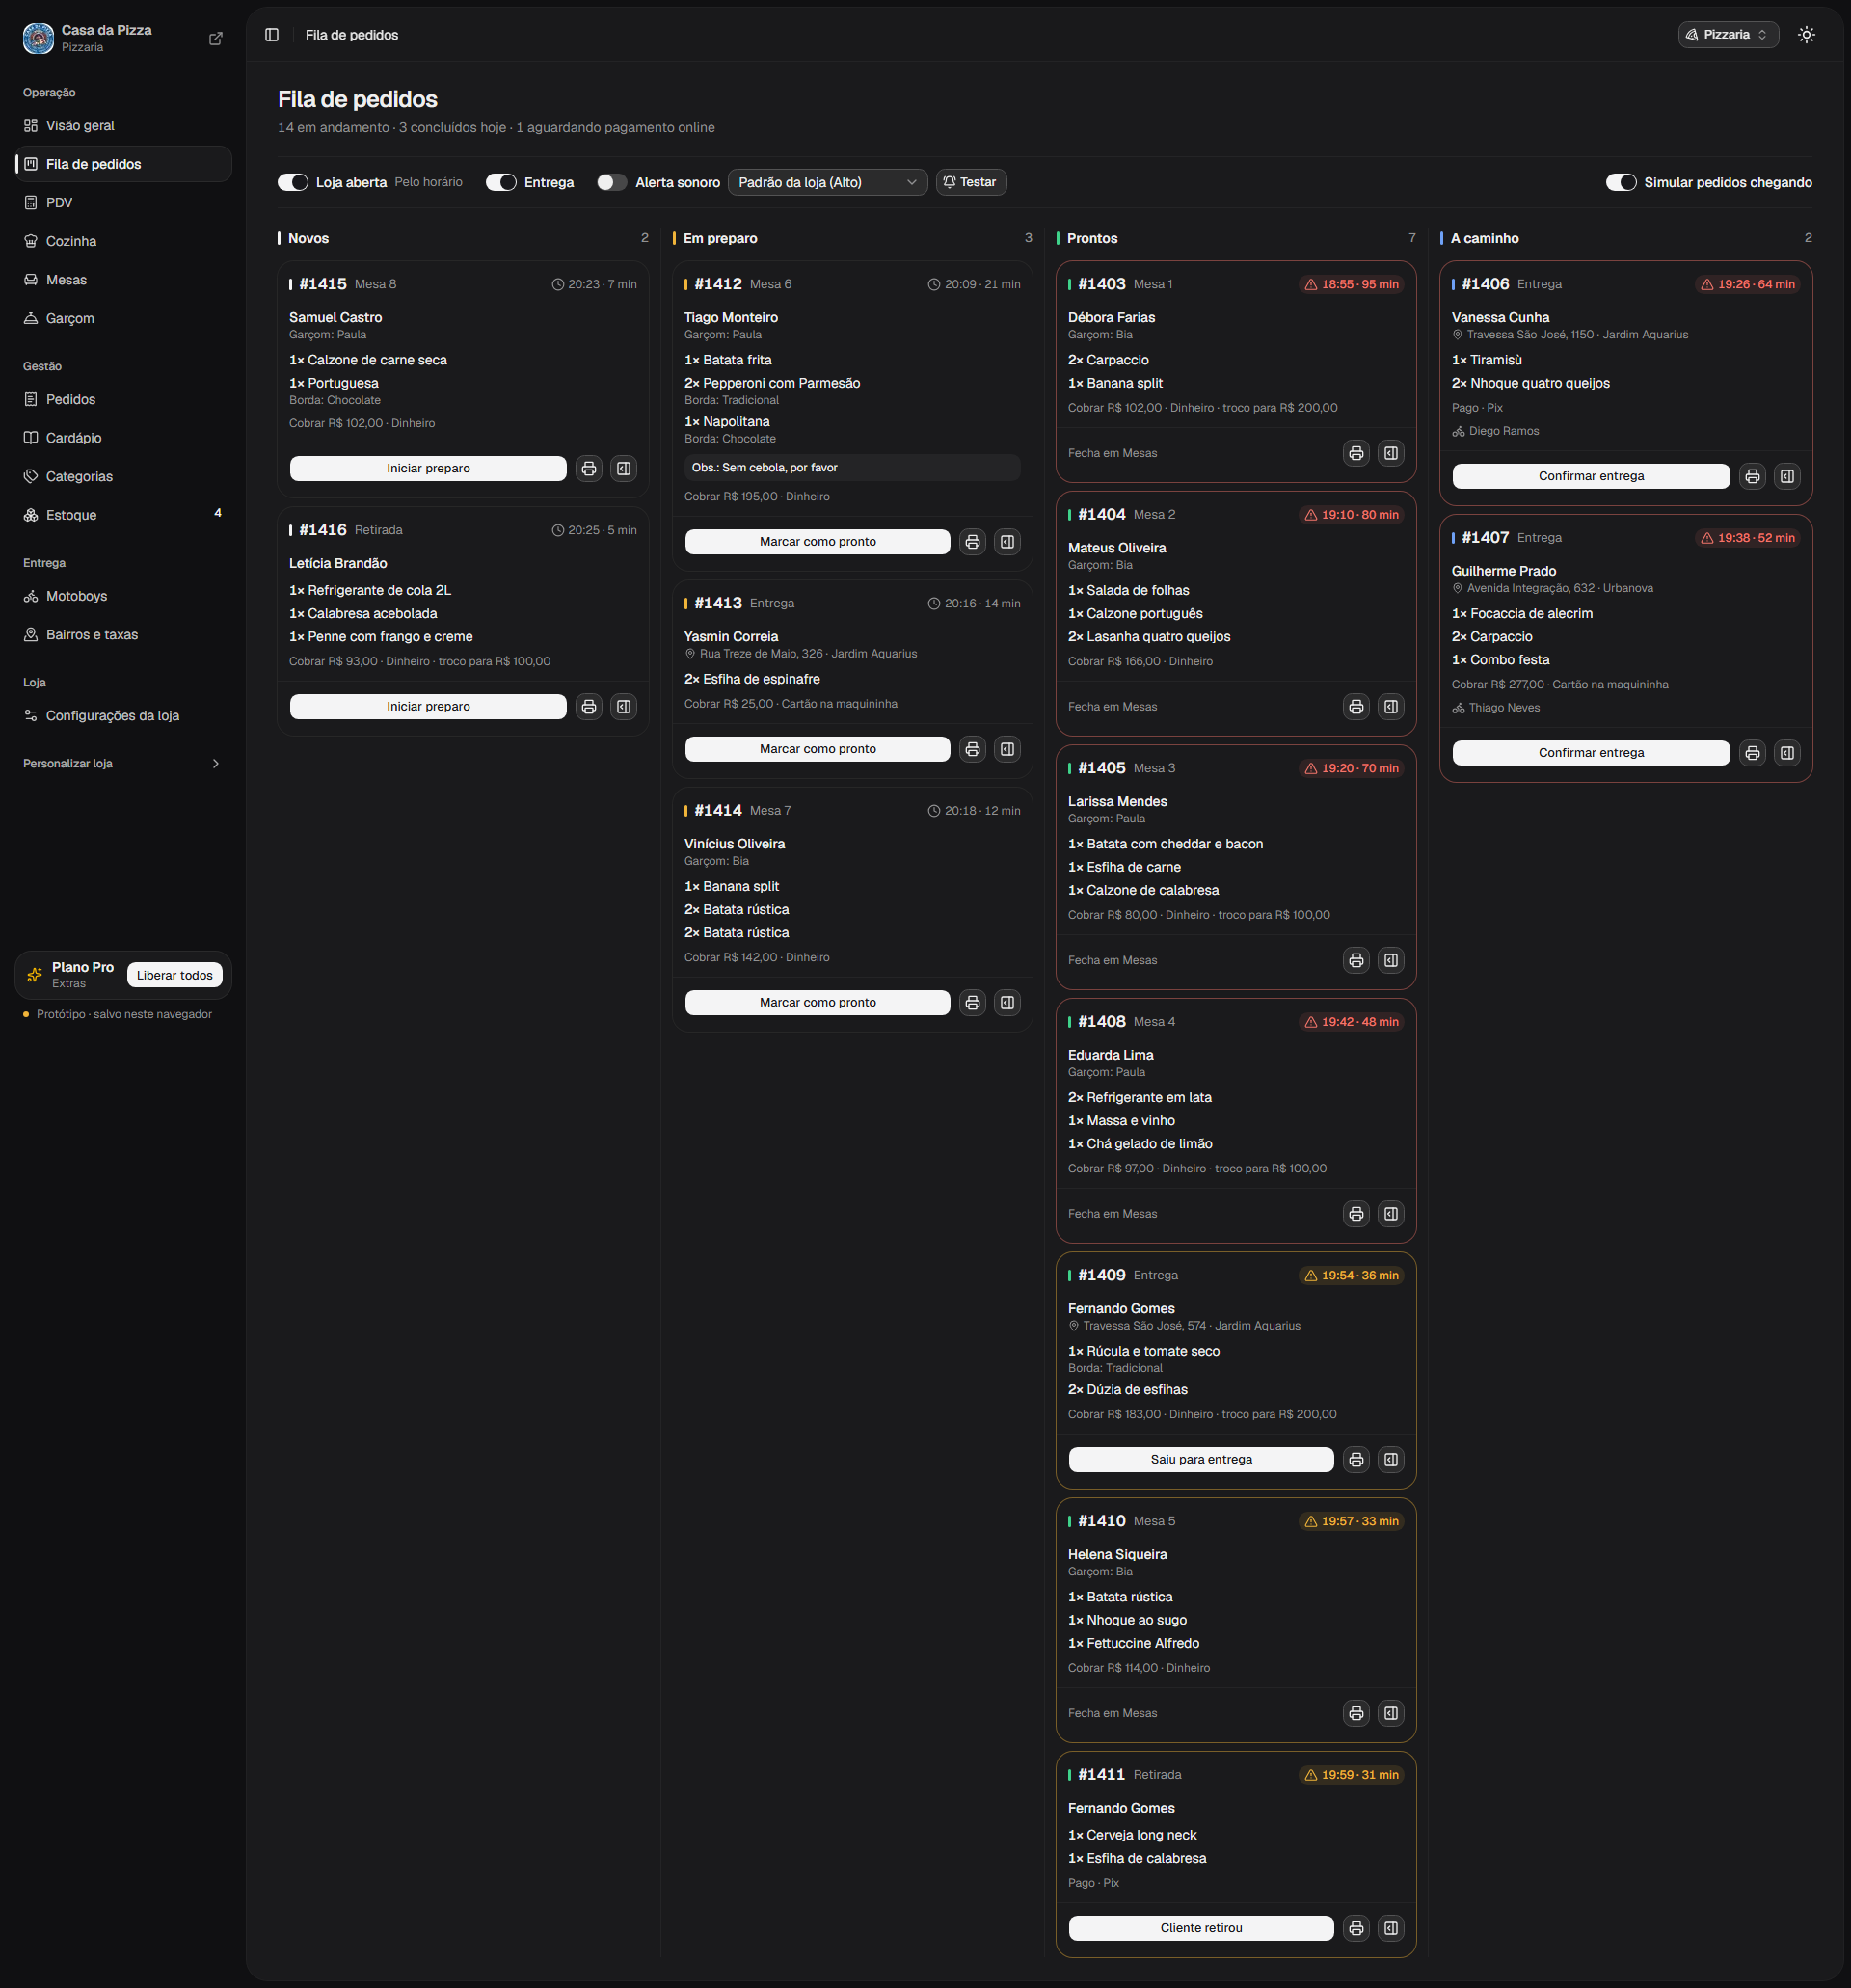 Casa da Pizza
Pizzaria
Operação
Visão geral
Fila de pedidos
PDV
Cozinha
Mesas
Garçom
Gestão
Pedidos
Cardápio
Categorias
Estoque 4
Entrega
Motoboys
Bairros e taxas
Loja
Configurações da loja
Personalizar loja
Plano Pro
Extras
Liberar todos
Protótipo · salvo neste navegador
Fila de pedidos
Pizzaria
Fila de pedidos
14 em andamento · 3 concluídos hoje · 1 aguardando pagamento online
Loja aberta Pelo horário Entrega Alerta sonoro Padrão da loja (Alto) Testar Simular pedidos chegando
Novos 2
#1415 Mesa 8 20:23 · 7 min
Samuel Castro
Garçom: Paula
1× Calzone de carne seca
1× Portuguesa
Borda: Chocolate
Cobrar R$ 102,00 · Dinheiro
Iniciar preparo
#1416 Retirada 20:25 · 5 min
Letícia Brandão
1× Refrigerante de cola 2L
1× Calabresa acebolada
1× Penne com frango e creme
Cobrar R$ 93,00 · Dinheiro · troco para R$ 100,00
Iniciar preparo
Em preparo 3
#1412 Mesa 6 20:09 · 21 min
Tiago Monteiro
Garçom: Paula
1× Batata frita
2× Pepperoni com Parmesão
Borda: Tradicional
1× Napolitana
Borda: Chocolate
Obs.: Sem cebola, por favor
Cobrar R$ 195,00 · Dinheiro
Marcar como pronto
#1413 Entrega 20:16 · 14 min
Yasmin Correia
Rua Treze de Maio, 326 · Jardim Aquarius
2× Esfiha de espinafre
Cobrar R$ 25,00 · Cartão na maquininha
Marcar como pronto
#1414 Mesa 7 20:18 · 12 min
Vinícius Oliveira
Garçom: Bia
1× Banana split
2× Batata rústica
2× Batata rústica
Cobrar R$ 142,00 · Dinheiro
Marcar como pronto
Prontos 7
#1403 Mesa 1 18:55 · 95 min
Débora Farias
Garçom: Bia
2× Carpaccio
1× Banana split
Cobrar R$ 102,00 · Dinheiro · troco para R$ 200,00
Fecha em Mesas
#1404 Mesa 2 19:10 · 80 min
Mateus Oliveira
Garçom: Bia
1× Salada de folhas
1× Calzone português
2× Lasanha quatro queijos
Cobrar R$ 166,00 · Dinheiro
Fecha em Mesas
#1405 Mesa 3 19:20 · 70 min
Larissa Mendes
Garçom: Paula
1× Batata com cheddar e bacon
1× Esfiha de carne
1× Calzone de calabresa
Cobrar R$ 80,00 · Dinheiro · troco para R$ 100,00
Fecha em Mesas
#1408 Mesa 4 19:42 · 48 min
Eduarda Lima
Garçom: Paula
2× Refrigerante em lata
1× Massa e vinho
1× Chá gelado de limão
Cobrar R$ 97,00 · Dinheiro · troco para R$ 100,00
Fecha em Mesas
#1409 Entrega 19:54 · 36 min
Fernando Gomes
Travessa São José, 574 · Jardim Aquarius
1× Rúcula e tomate seco
Borda: Tradicional
2× Dúzia de esfihas
Cobrar R$ 183,00 · Dinheiro · troco para R$ 200,00
Saiu para entrega
#1410 Mesa 5 19:57 · 33 min
Helena Siqueira
Garçom: Bia
1× Batata rústica
1× Nhoque ao sugo
1× Fettuccine Alfredo
Cobrar R$ 114,00 · Dinheiro
Fecha em Mesas
#1411 Retirada 19:59 · 31 min
Fernando Gomes
1× Cerveja long neck
1× Esfiha de calabresa
Pago · Pix
Cliente retirou
A caminho 2
#1406 Entrega 19:26 · 64 min
Vanessa Cunha
Travessa São José, 1150 · Jardim Aquarius
1× Tiramisù
2× Nhoque quatro queijos
Pago · Pix
Diego Ramos
Confirmar entrega
#1407 Entrega 19:38 · 52 min
Guilherme Prado
Avenida Integração, 632 · Urbanova
1× Focaccia de alecrim
2× Carpaccio
1× Combo festa
Cobrar R$ 277,00 · Cartão na maquininha
Thiago Neves
Confirmar entrega